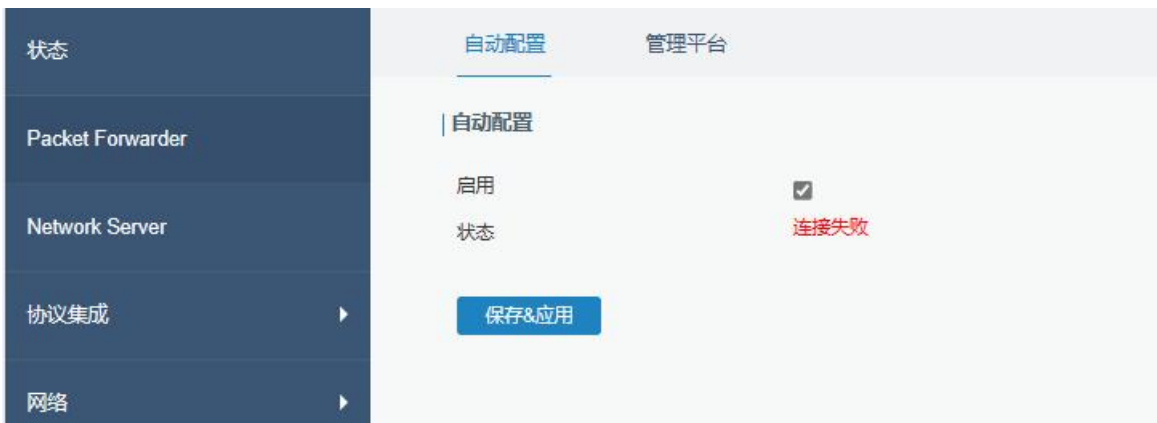 状态
Packet Forwarder
Network Server
协议集成
网络
自动配置 管理平台
自动配置
启用
状态 连接失败
保存&应用